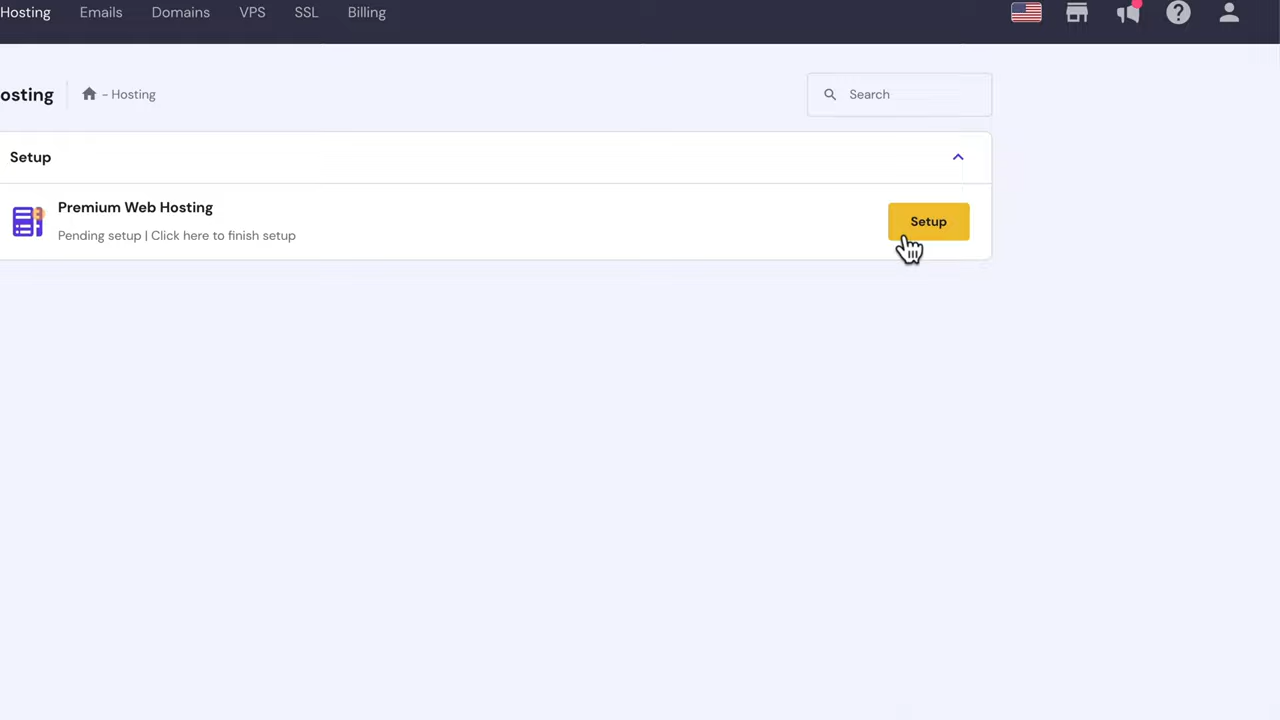 Hosting Emails Domains VPS SSL Billing
osting - Hosting Search
Setup
Premium Web Hosting
Pending setup | Click here to finish setup
Setup